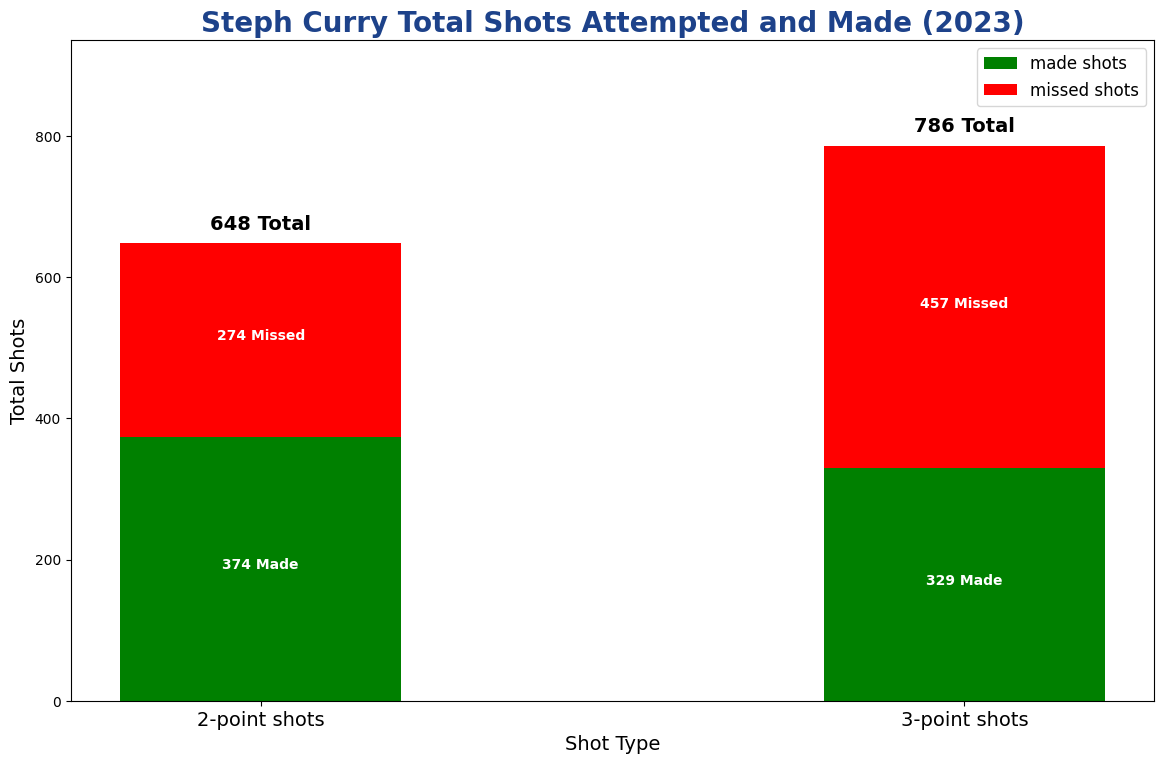 Steph Curry Total Shots Attempted and Made (2023)
made shots
missed shots
786 Total
800
648 Total
600
457 Missed
274 Missed
Total Shots
400
374 Made
329 Made
200
0
2-point shots
3-point shots
Shot Type